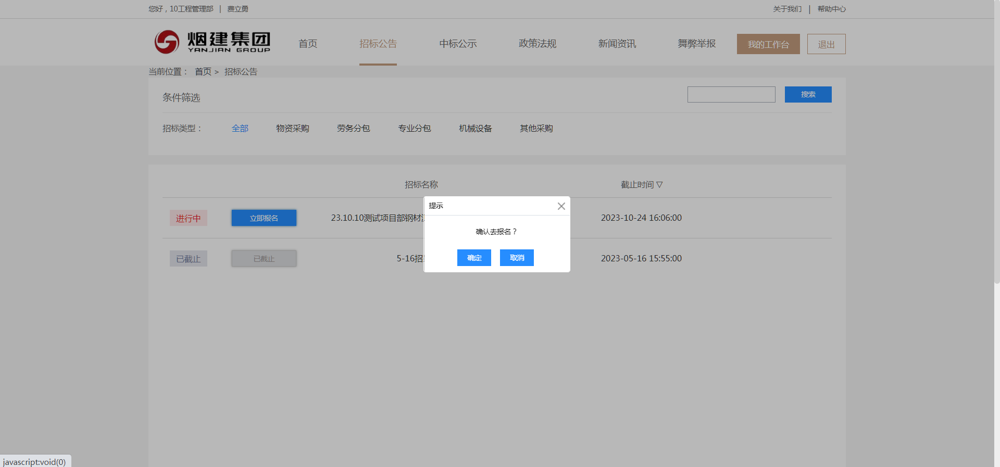 您好，10工程管理部 | 费立勇
关于我们 | 帮助中心
烟建集团
YANJIAN GROUP
首页 招标公告 中标公示 政策法规 新闻资讯 舞弊举报 我的工作台 退出
当前位置： 首页 > 招标公告
条件筛选 搜索
招标类型： 全部 物资采购 劳务分包 专业分包 机械设备 其他采购
招标名称 截止时间 ▽
进行中 立即报名 23.10.10测试项目部钢材 2023-10-24 16:06:00
已截止 已截止 5-16招 2023-05-16 15:55:00
提示
确认去报名？
确定 取消
javascript:void(0)